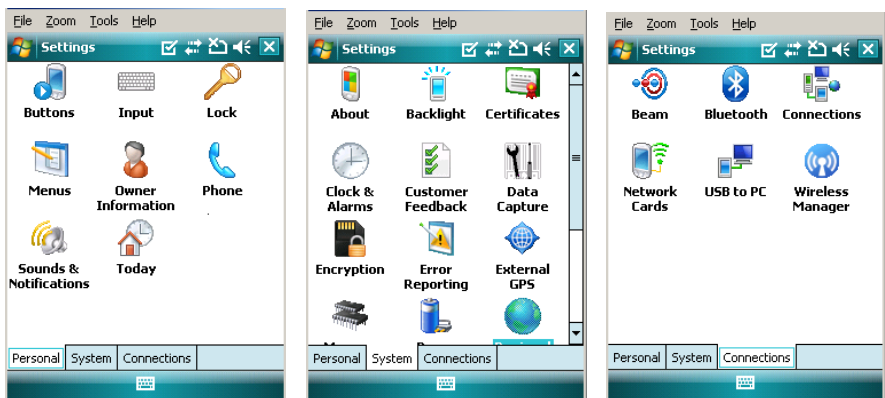 File Zoom Tools Help
Settings
Buttons Input Lock
Menus Owner Information Phone
Sounds & Notifications Today
Personal System Connections
File Zoom Tools Help
Settings
About Backlight Certificates
Clock & Alarms Customer Feedback Data Capture
Encryption Error Reporting External GPS
Personal System Connections
File Zoom Tools Help
Settings
Beam Bluetooth Connections
Network Cards USB to PC Wireless Manager
Personal System Connections